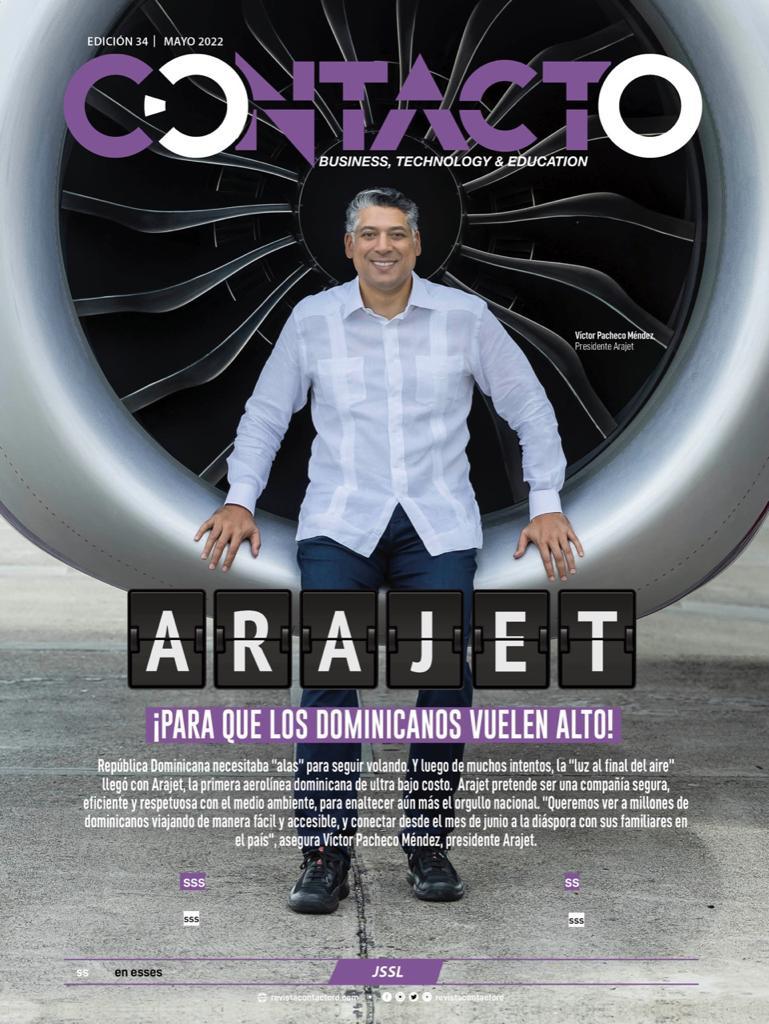 EDICIÓN 34 | MAYO 2022
CONTACTO
BUSINESS, TECHNOLOGY & EDUCATION
Víctor Pacheco Méndez,
Presidente Arajet
ARAJET
¡PARA QUE LOS DOMINICANOS VUELEN ALTO!
República Dominicana necesitaba "alas" para seguir volando. Y luego de muchos intentos, la "luz al final del aire"
llegó con Arajet, la primera aerolínea dominicana de ultra bajo costo. Arajet pretende ser una compañía segura,
eficiente y respetuosa con el medio ambiente, para enaltecer aún más el orgullo nacional. "Queremos ver a millones de
dominicanos viajando de manera fácil y accesible, y conectar desde el mes de junio a la diáspora con sus familiares en
el país", asegura Víctor Pacheco Méndez, presidente Arajet.
sss ss
sss sss
ss en esses JSSL
revistacontactord.com revistacontactord